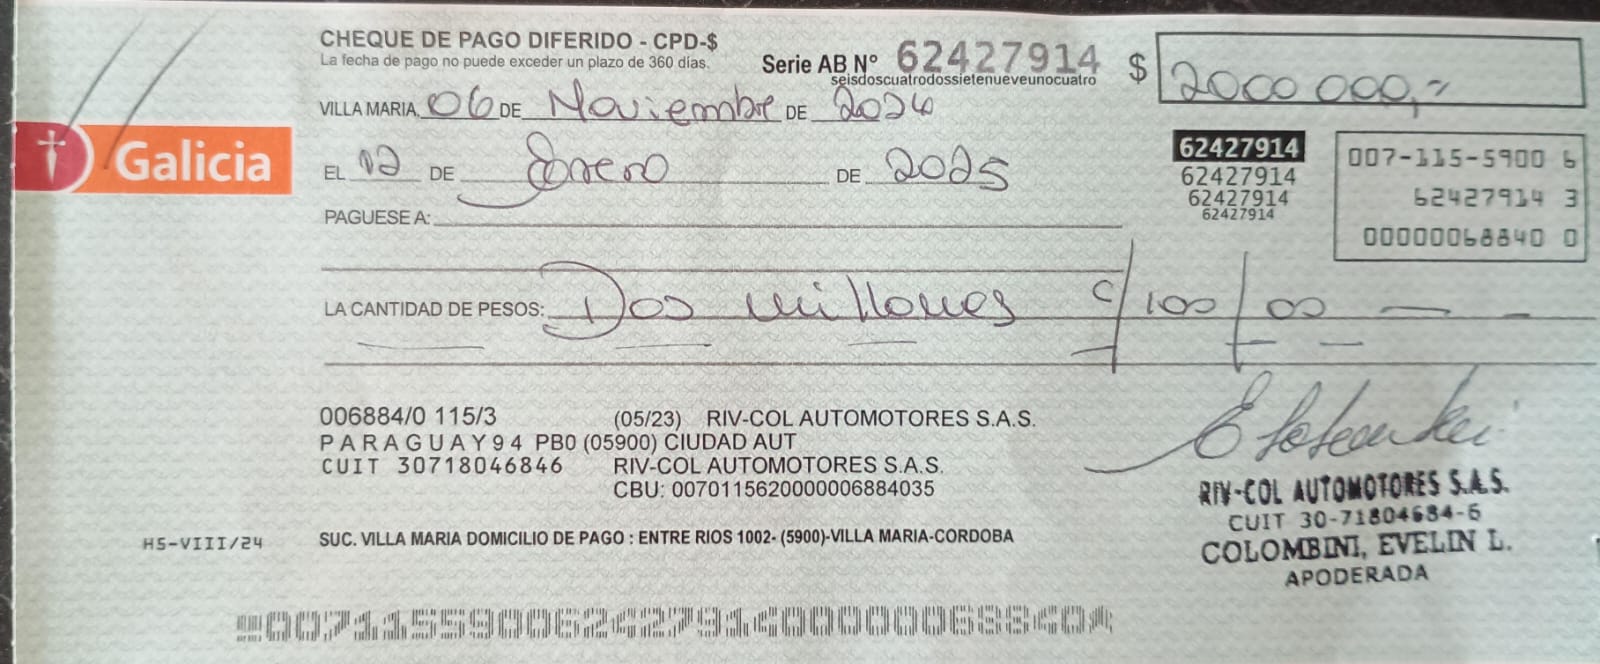 CHEQUE DE PAGO DIFERIDO - CPD-$
La fecha de pago no puede exceder un plazo de 360 días.
Serie AB N° 62427914
seisdoscuatrodossietenueveunocuatro
$ 2000 000,-
VILLA MARIA, 06 DE Noviembre DE 2024
Galicia
EL 12 DE Enero DE 2025
62427914
62427914
62427914
62427914
007-115-5900 6
62427914 3
00000068840 0
PAGUESE A:
LA CANTIDAD DE PESOS: Dos millones c/100/00 —
006884/0 115/3 (05/23) RIV-COL AUTOMOTORES S.A.S.
PARAGUAY94 PB0 (05900) CIUDAD AUT
CUIT 30718046846 RIV-COL AUTOMOTORES S.A.S.
CBU: 0070115620000006884035
RIV-COL AUTOMOTORES S.A.S.
CUIT 30-71804684-6
COLOMBINI, EVELIN L.
APODERADA
HS-VIII/24
SUC. VILLA MARIA DOMICILIO DE PAGO : ENTRE RIOS 1002- (5900)-VILLA MARIA-CORDOBA
00711559006242791400000068840